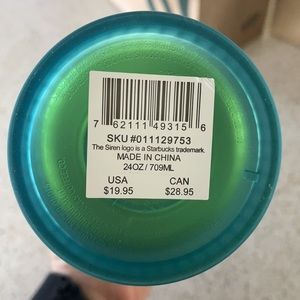 7 62111 49315 6
SKU #011129753
The Siren logo is a Starbucks trademark.
MADE IN CHINA
24OZ / 709ML
USA CAN
$19.95 $28.95